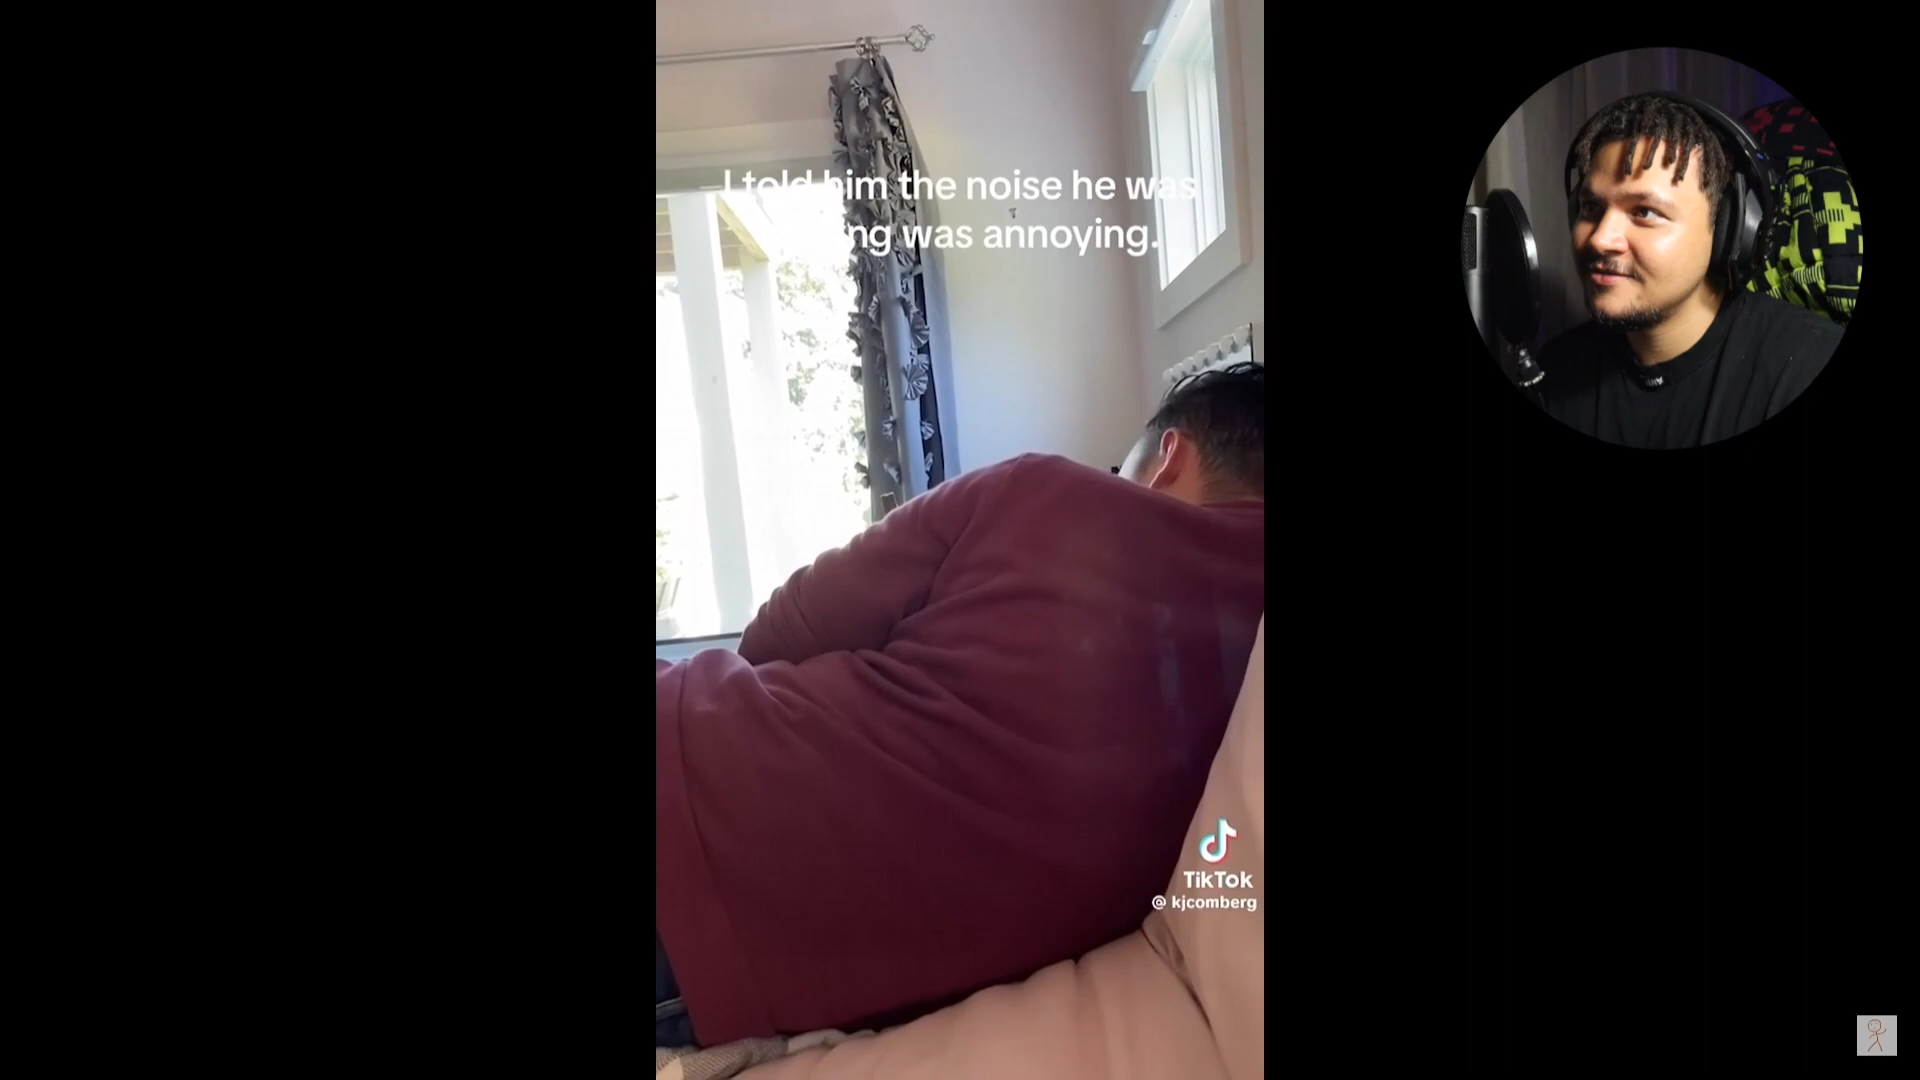 I told him the noise he was
was annoying.
TikTok
@ kjcomberg